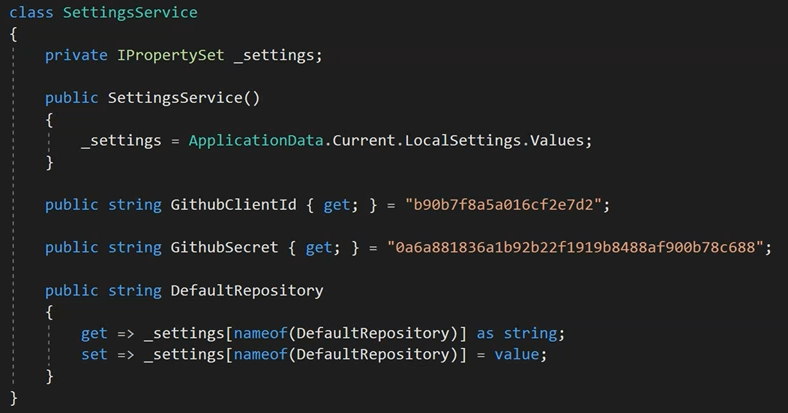 class SettingsService
{
    private IPropertySet _settings;
    public SettingsService()
    {
        _settings = ApplicationData.Current.LocalSettings.Values;
    }
    public string GithubClientId { get; } = "b90b7f8a5a016cf2e7d2";
    public string GithubSecret { get; } = "0a6a881836a1b92b22f1919b8488af900b78c688";
    public string DefaultRepository
    {
        get => _settings[nameof(DefaultRepository)] as string;
        set => _settings[nameof(DefaultRepository)] = value;
    }
}